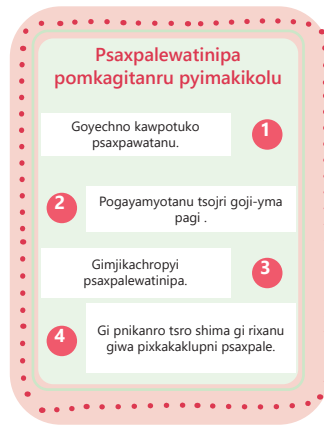 Psaxpalewatinipa
pomkagitanru pyimakikolu
Goyechno kawpotuko
psaxpawatanu.
1
2
Pogayamyotanu tsojri goji-yma
pagi .
Gimjikachropyi
psaxpalewatinipa.
3
4
Gi pnikanro tsro shima gi rixanu
giwa pixkakaklupni psaxpale.